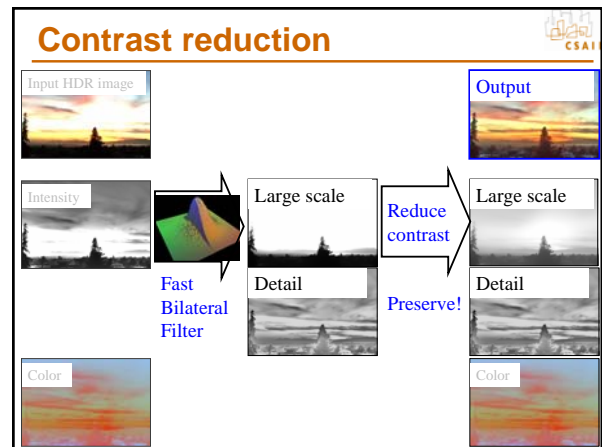 Contrast reduction
CSAIL
Input HDR image
Output
Intensity
Large scale
Reduce
contrast
Large scale
Fast
Bilateral
Filter
Detail
Preserve!
Detail
Color
Color